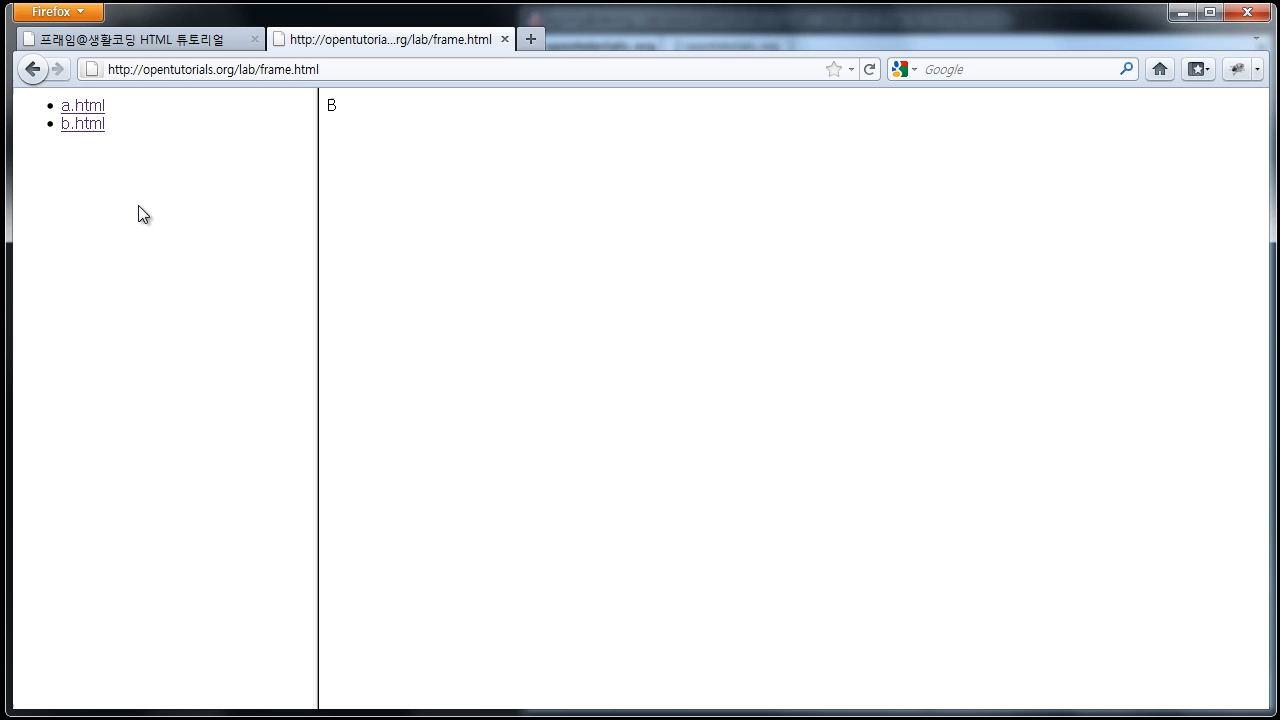 Firefox
프래임@생활코딩 HTML 튜토리얼
http://opentutoria...rg/lab/frame.html
http://opentutorials.org/lab/frame.html
Google
a.html
b.html
B